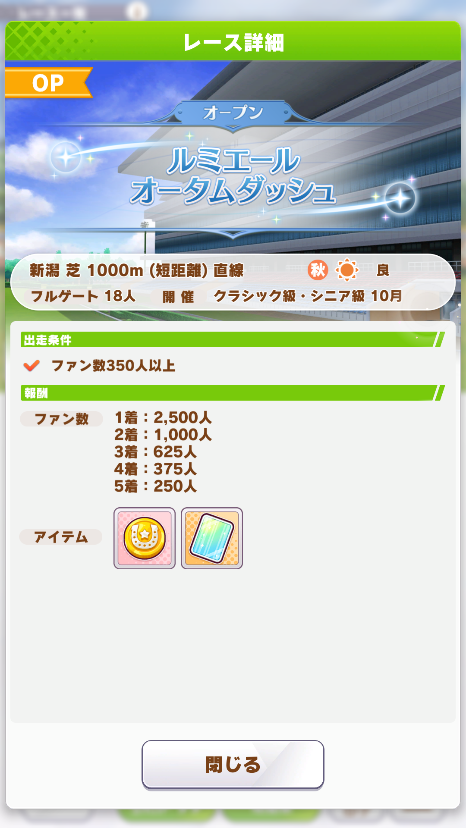 レース詳細
OP
オープン
ルミエール
オータムダッシュ
新潟 芝 1000m (短距離) 直線 秋 良
フルゲート 18人 開 催 クラシック級・シニア級 10月
出走条件
ファン数350人以上
報酬
ファン数
1着：2,500人
2着：1,000人
3着：625人
4着：375人
5着：250人
アイテム
閉じる